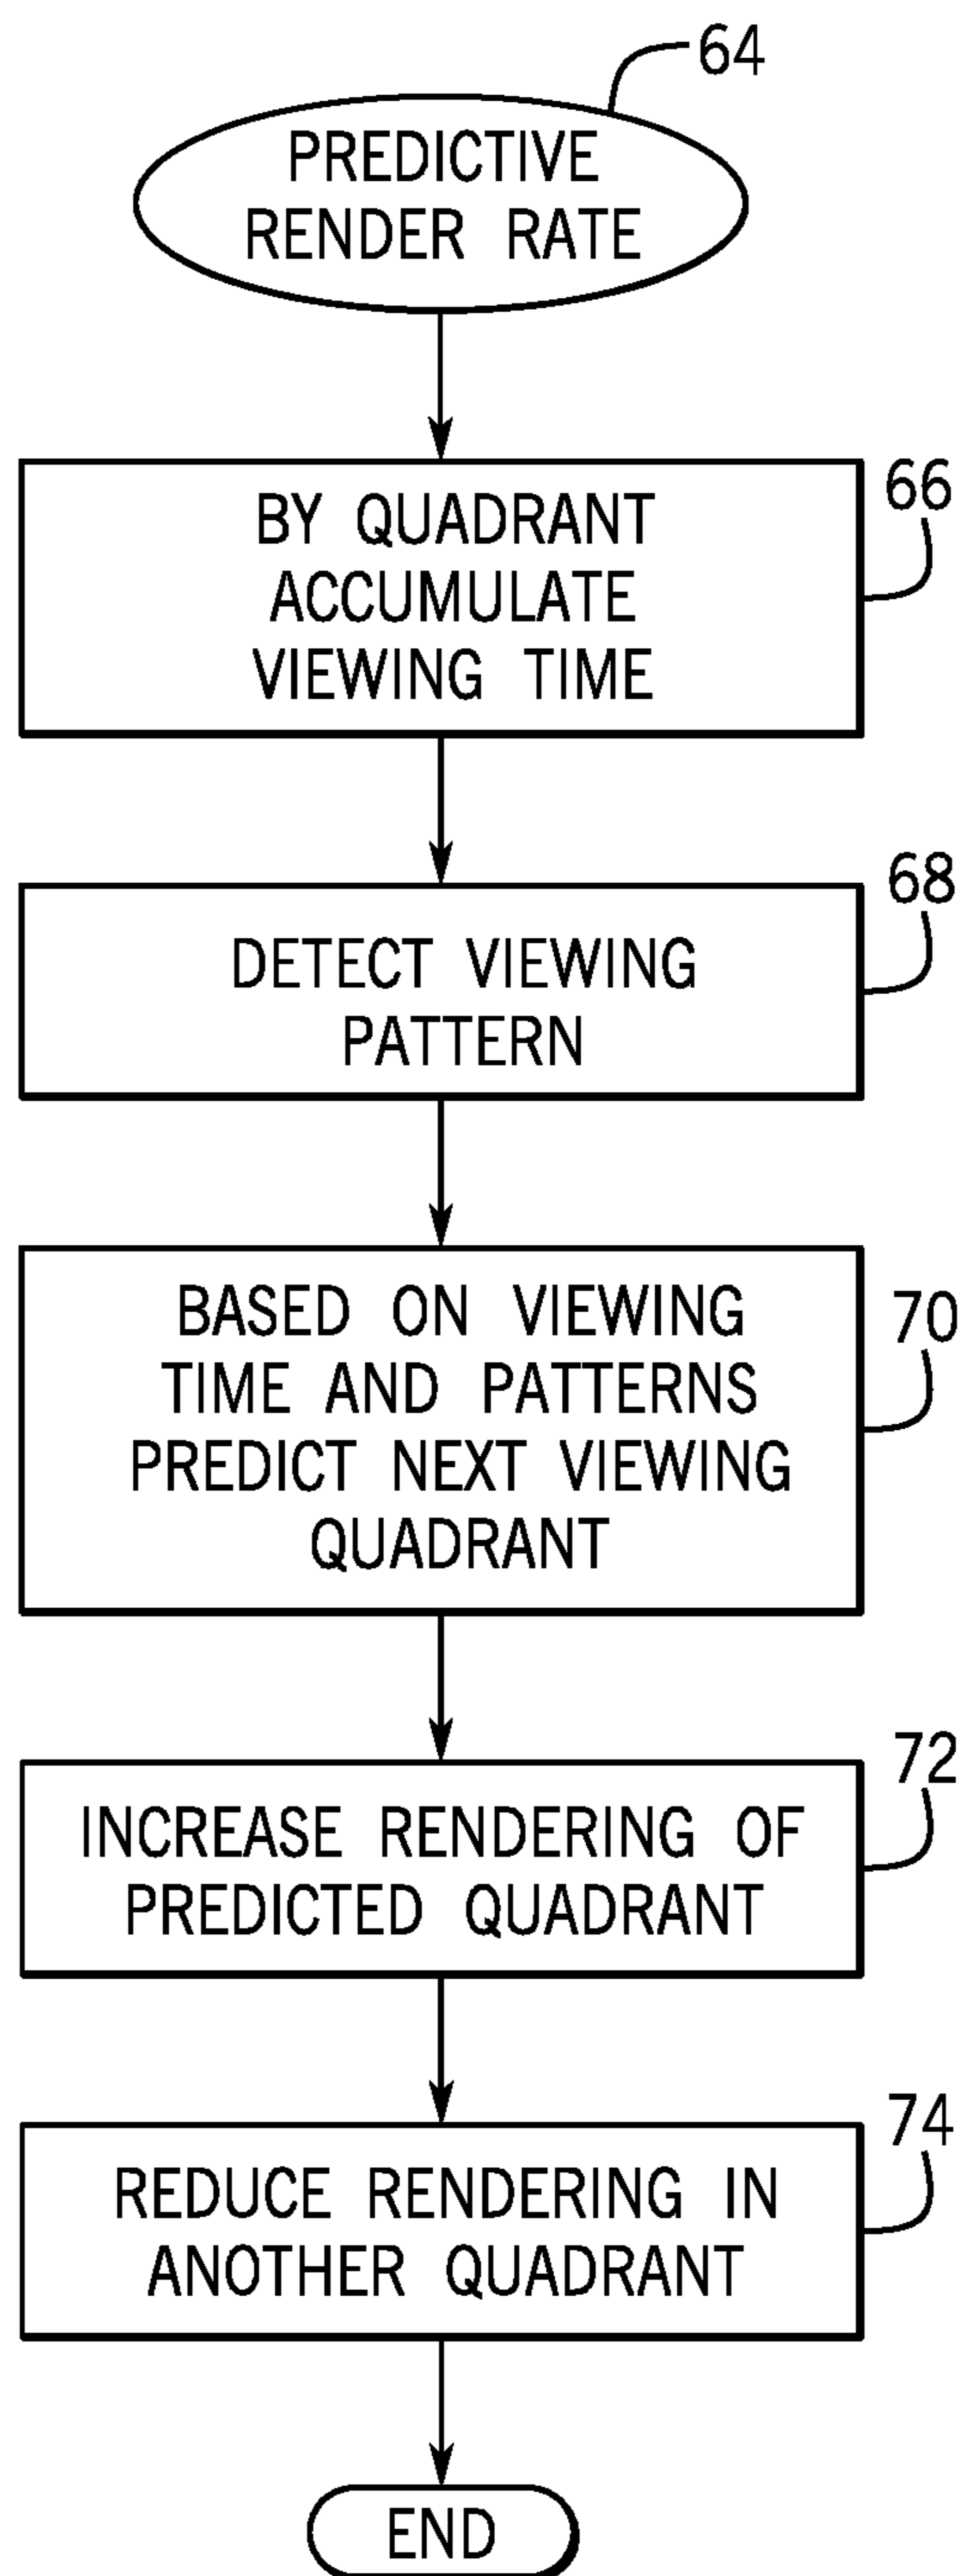 64
PREDICTIVE
RENDER RATE
66
BY QUADRANT
ACCUMULATE
VIEWING TIME
68
DETECT VIEWING
PATTERN
70
BASED ON VIEWING
TIME AND PATTERNS
PREDICT NEXT VIEWING
QUADRANT
72
INCREASE RENDERING OF
PREDICTED QUADRANT
74
REDUCE RENDERING IN
ANOTHER QUADRANT
END